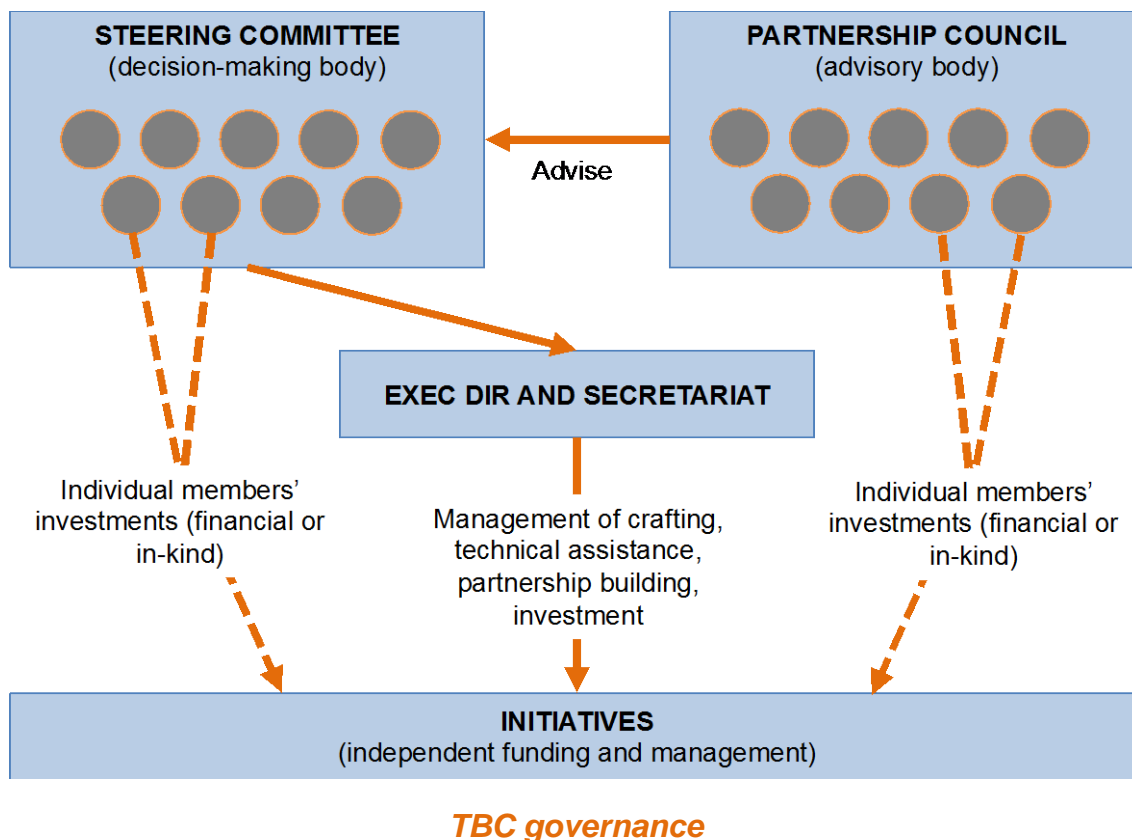 STEERING COMMITTEE
(decision-making body)
PARTNERSHIP COUNCIL
(advisory body)
Advise
EXEC DIR AND SECRETARIAT
Individual members’
investments (financial or
in-kind)
Management of crafting,
technical assistance,
partnership building,
investment
Individual members’
investments (financial or
in-kind)
INITIATIVES
(independent funding and management)
TBC governance